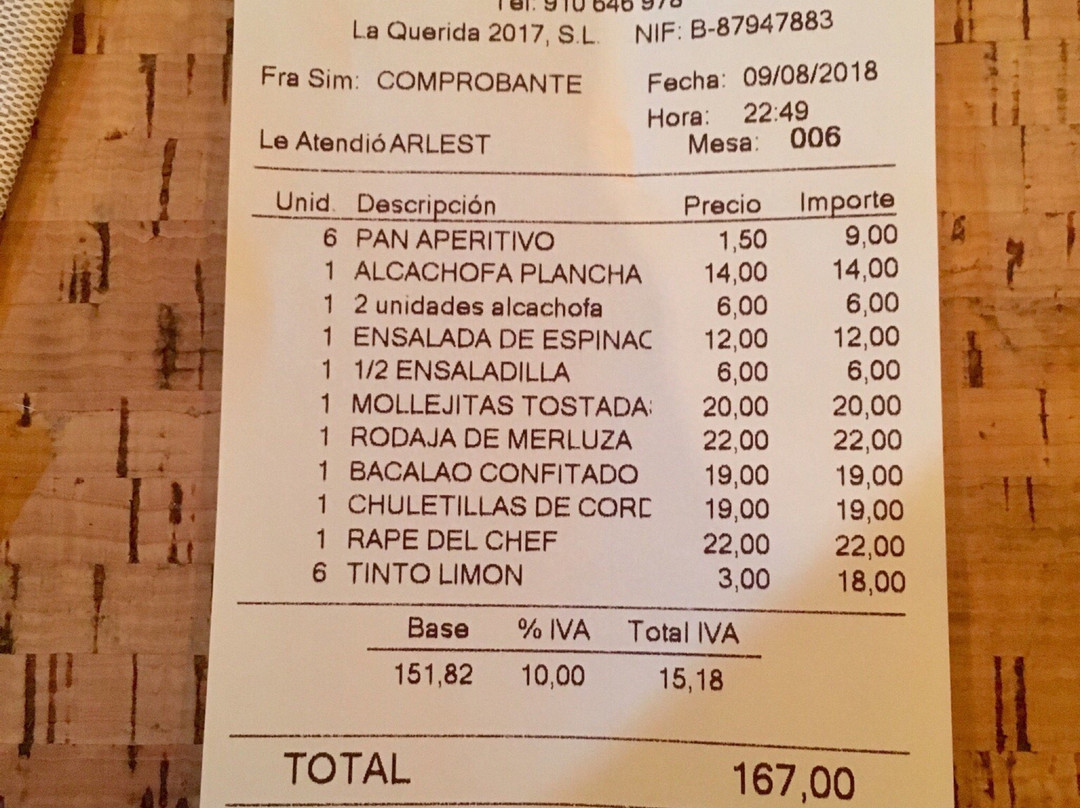 Tel: 910 646 978
La Querida 2017, S.L. NIF: B-87947883
Fra Sim: COMPROBANTE Fecha: 09/08/2018
Hora: 22:49
Le Atendió ARLEST Mesa: 006
Unid. Descripción Precio Importe
6 PAN APERITIVO 1,50 9,00
1 ALCACHOFA PLANCHA 14,00 14,00
1 2 unidades alcachofa 6,00 6,00
1 ENSALADA DE ESPINAC 12,00 12,00
1 1/2 ENSALADILLA 6,00 6,00
1 MOLLEJITAS TOSTADAS 20,00 20,00
1 RODAJA DE MERLUZA 22,00 22,00
1 BACALAO CONFITADO 19,00 19,00
1 CHULETILLAS DE CORD 19,00 19,00
1 RAPE DEL CHEF 22,00 22,00
6 TINTO LIMON 3,00 18,00
Base % IVA Total IVA
151,82 10,00 15,18
TOTAL 167,00